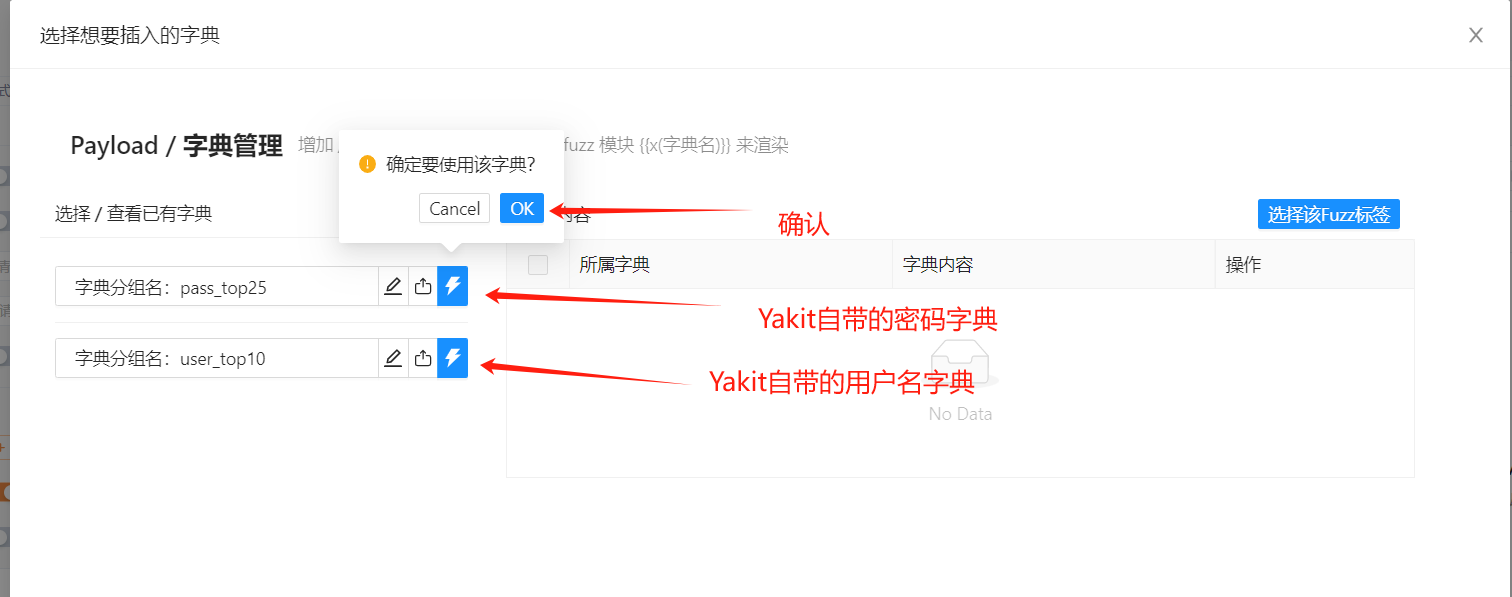 选择想要插入的字典
Payload / 字典管理 增加 fuzz 模块 {{x(字典名)}} 来渲染
确定要使用该字典?
Cancel OK
确认
选择 / 查看已有字典
内容
选择该Fuzz标签
所属字典 字典内容 操作
字典分组名：pass_top25
Yakit自带的密码字典
字典分组名：user_top10
Yakit自带的用户名字典
No Data